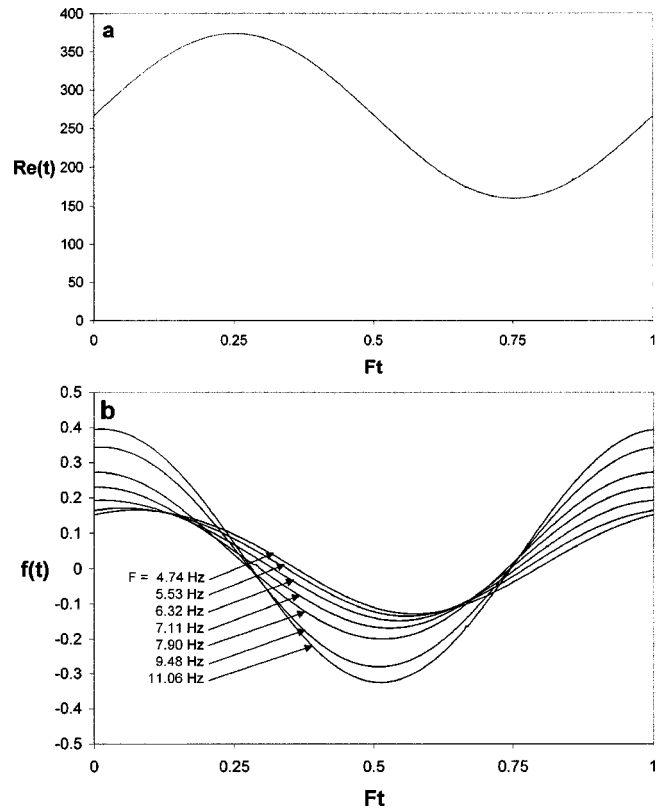 a
400
350
300
250
Re(t)
200
150
100
50
0
0 0.25 0.5 0.75 1
Ft
b
0.5
0.4
0.3
0.2
0.1
f(t)
0
F = 4.74 Hz
5.53 Hz
-0.1
6.32 Hz
7.11 Hz
-0.2
7.90 Hz
9.48 Hz
-0.3
11.06 Hz
-0.4
-0.5
0 0.25 0.5 0.75 1
Ft